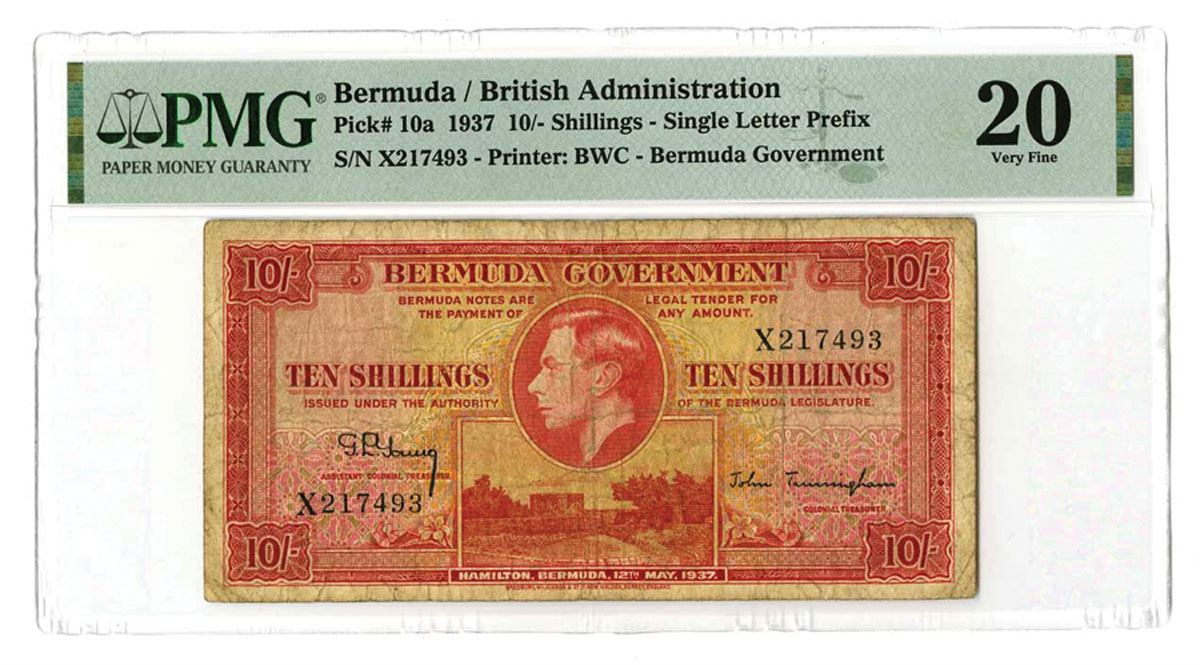 PMG®
PAPER MONEY GUARANTY
Bermuda / British Administration
Pick# 10a 1937 10/- Shillings - Single Letter Prefix
S/N X217493 - Printer: BWC - Bermuda Government
20
Very Fine
10/- BERMUDA GOVERNMENT 10/-
BERMUDA NOTES ARE LEGAL TENDER FOR
THE PAYMENT OF ANY AMOUNT.
X217493
TEN SHILLINGS TEN SHILLINGS
ISSUED UNDER THE AUTHORITY OF THE BERMUDA LEGISLATURE.
ASSISTANT COLONIAL TREASURER
John Trimingham
COLONIAL TREASURER
X217493
10/- 10/-
HAMILTON, BERMUDA, 12TH MAY, 1937.